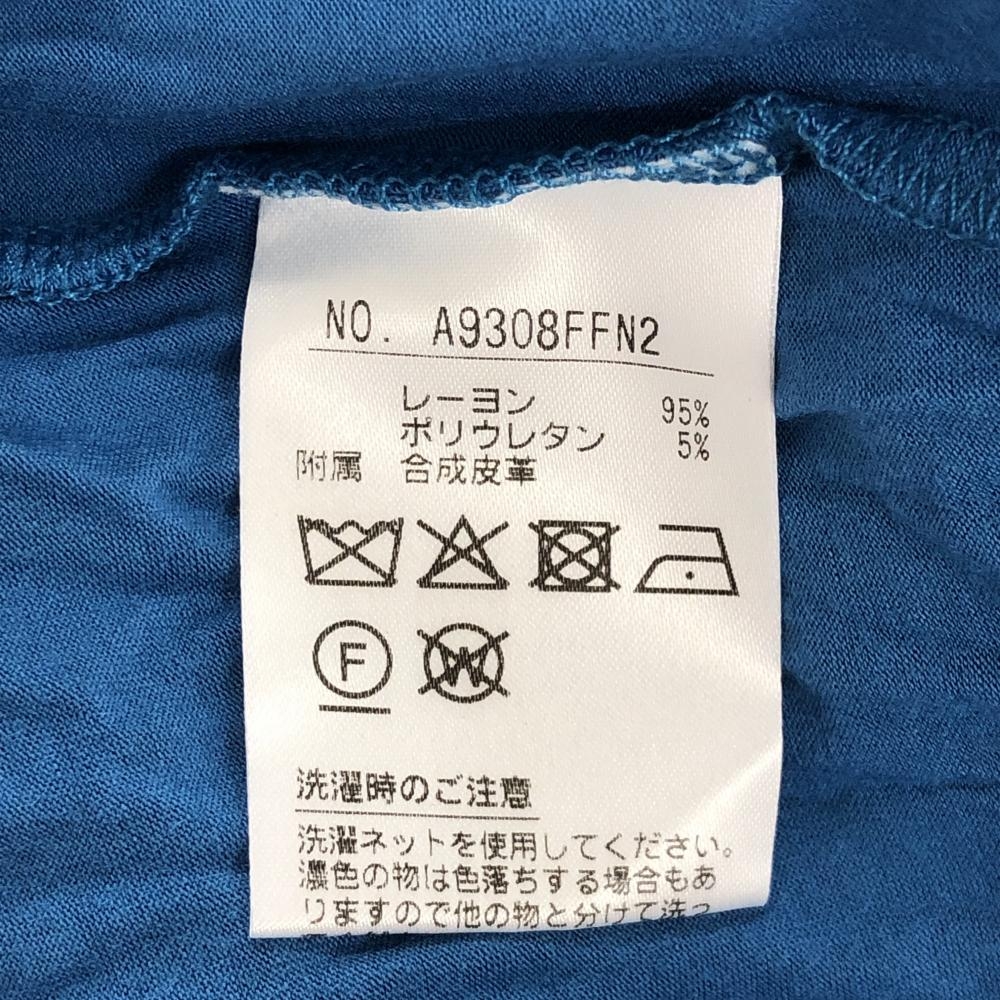 NO. A9308FFN2
レーヨン 95%
ポリウレタン 5%
附属 合成皮革
F
W
洗濯時のご注意
洗濯ネットを使用してください。
濃色の物は色落ちする場合もあ
りますので他の物と分けて洗っ